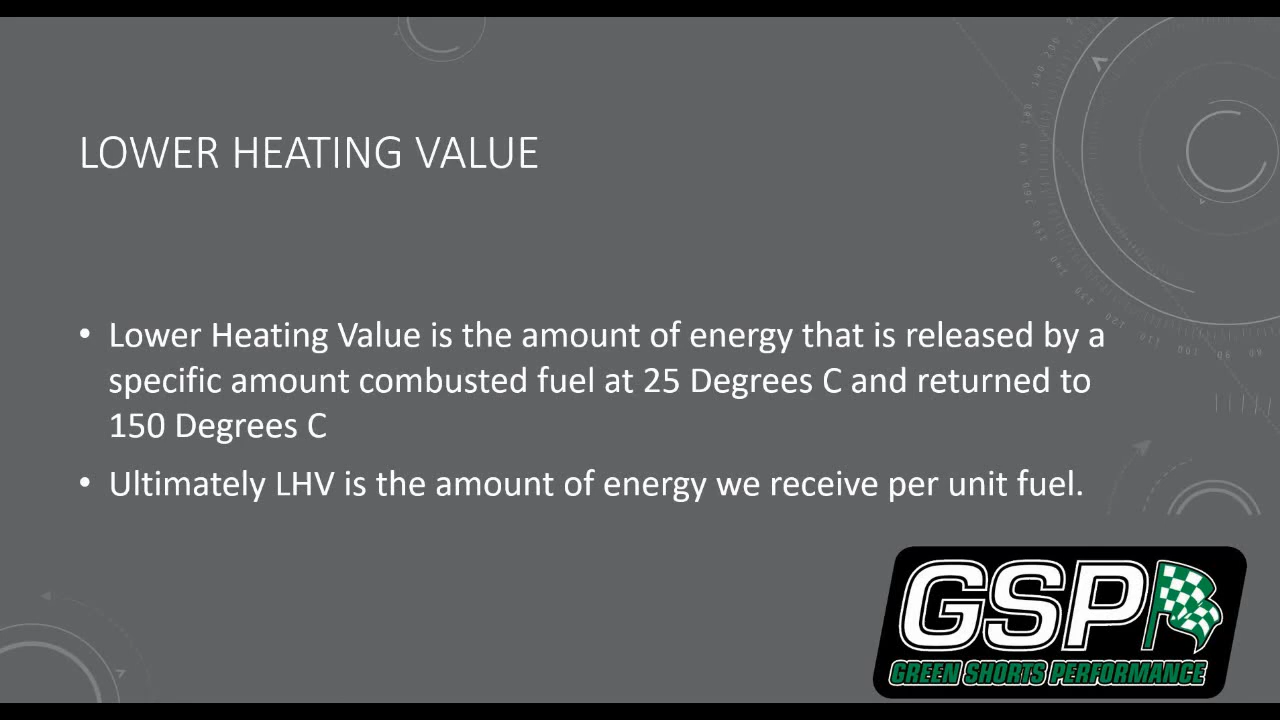 LOWER HEATING VALUE
• Lower Heating Value is the amount of energy that is released by a
specific amount combusted fuel at 25 Degrees C and returned to
150 Degrees C
• Ultimately LHV is the amount of energy we receive per unit fuel.
GSP
GREEN SHORTS PERFORMANCE